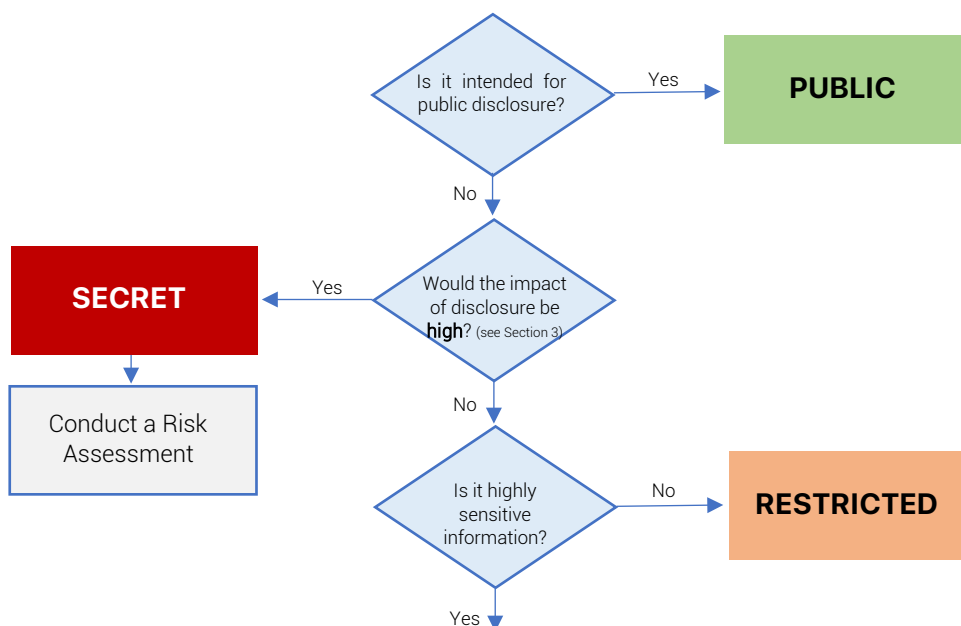 Is it intended for
public disclosure?
Yes
PUBLIC
No
SECRET
Yes
Would the impact
of disclosure be
high? (see Section 3)
Conduct a Risk
Assessment
No
Is it highly
sensitive
information?
No
RESTRICTED
Yes